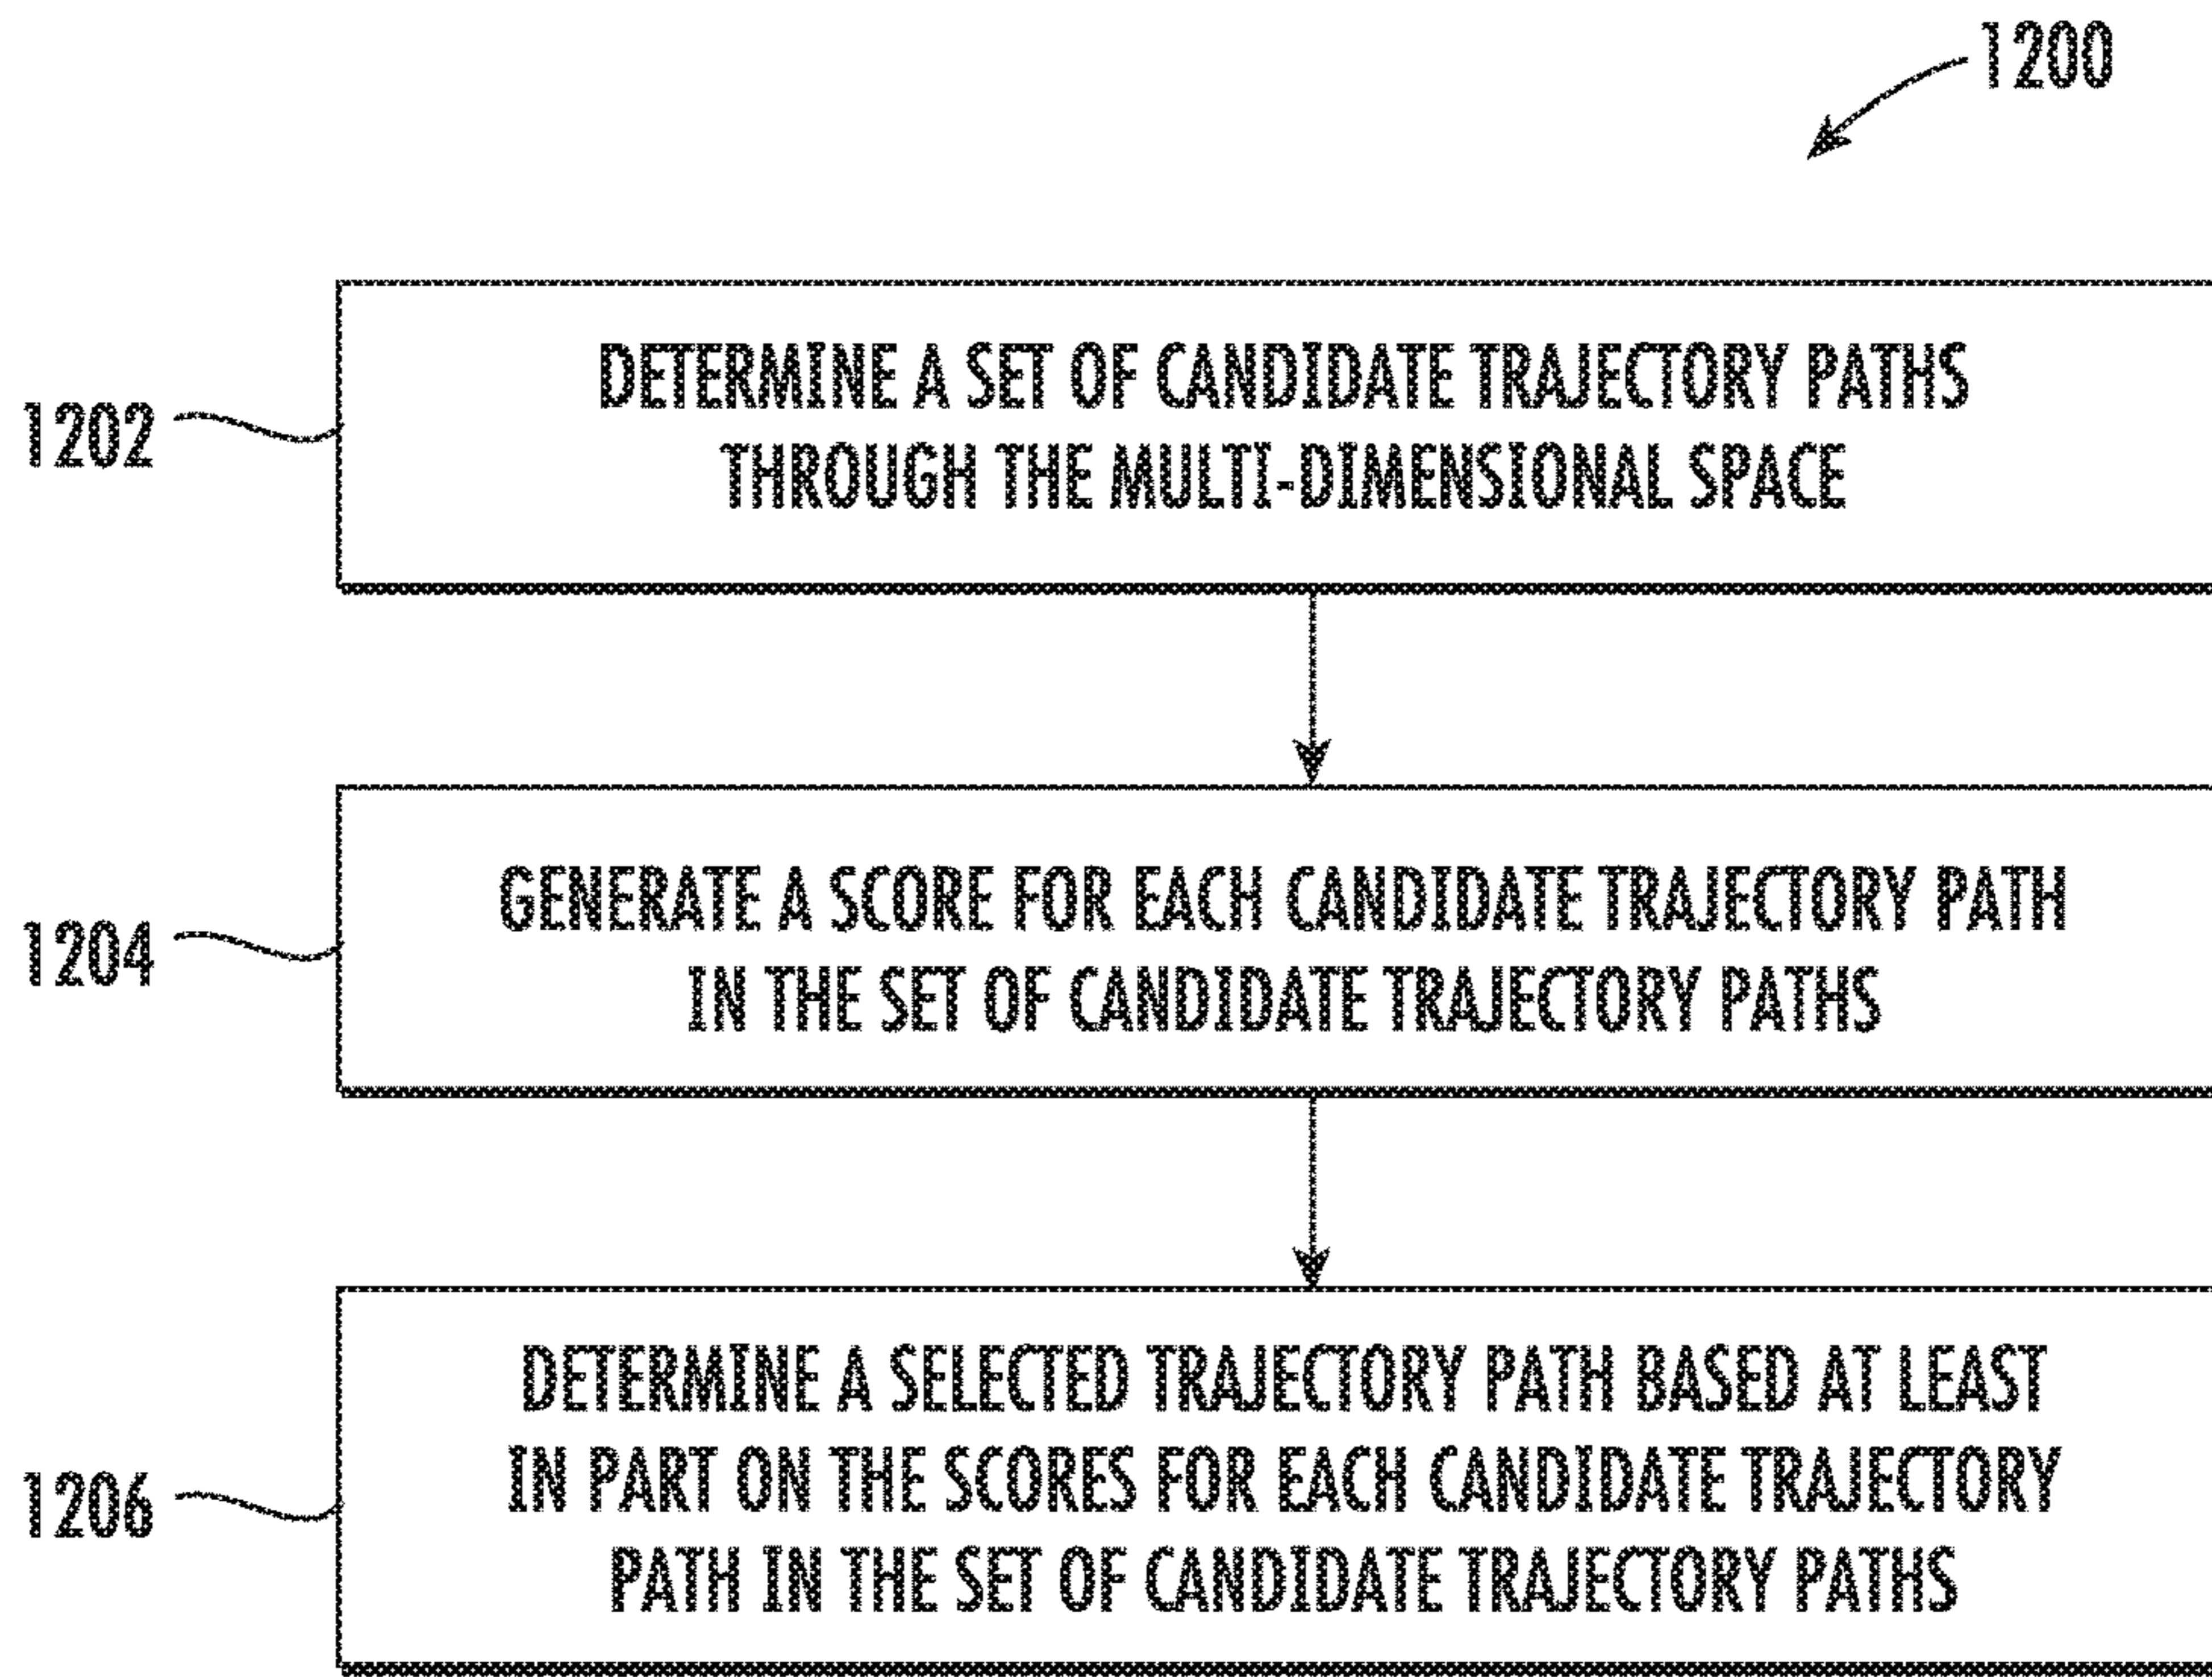 1200
1202
DETERMINE A SET OF CANDIDATE TRAJECTORY PATHS
THROUGH THE MULTI-DIMENSIONAL SPACE
1204
GENERATE A SCORE FOR EACH CANDIDATE TRAJECTORY PATH
IN THE SET OF CANDIDATE TRAJECTORY PATHS
1206
DETERMINE A SELECTED TRAJECTORY PATH BASED AT LEAST
IN PART ON THE SCORES FOR EACH CANDIDATE TRAJECTORY
PATH IN THE SET OF CANDIDATE TRAJECTORY PATHS